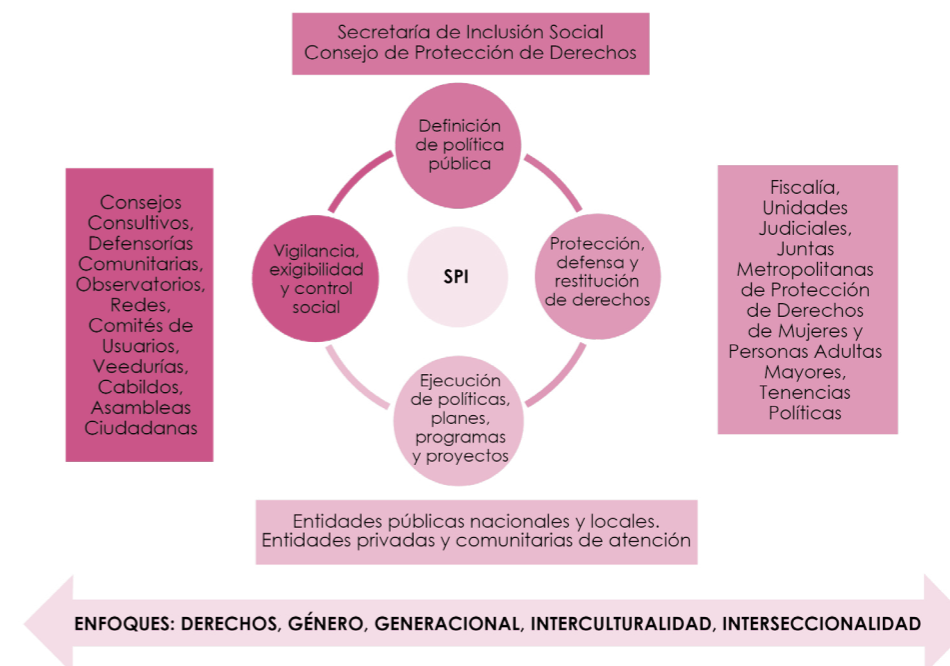 Secretaría de Inclusión Social
Consejo de Protección de Derechos
Definición
de política
pública
Consejos
Consultivos,
Defensorías
Comunitarias,
Observatorios,
Redes,
Comités de
Usuarios,
Veedurías,
Cabildos,
Asambleas
Ciudadanas
Vigilancia,
exigibilidad
y control
social
SPI
Protección,
defensa y
restitución
de derechos
Fiscalía,
Unidades
Judiciales,
Juntas
Metropolitanas
de Protección
de Derechos
de Mujeres y
Personas Adultas
Mayores,
Tenencias
Políticas
Ejecución
de políticas,
planes,
programas
y proyectos
Entidades públicas nacionales y locales.
Entidades privadas y comunitarias de atención
ENFOQUES: DERECHOS, GÉNERO, GENERACIONAL, INTERCULTURALIDAD, INTERSECCIONALIDAD